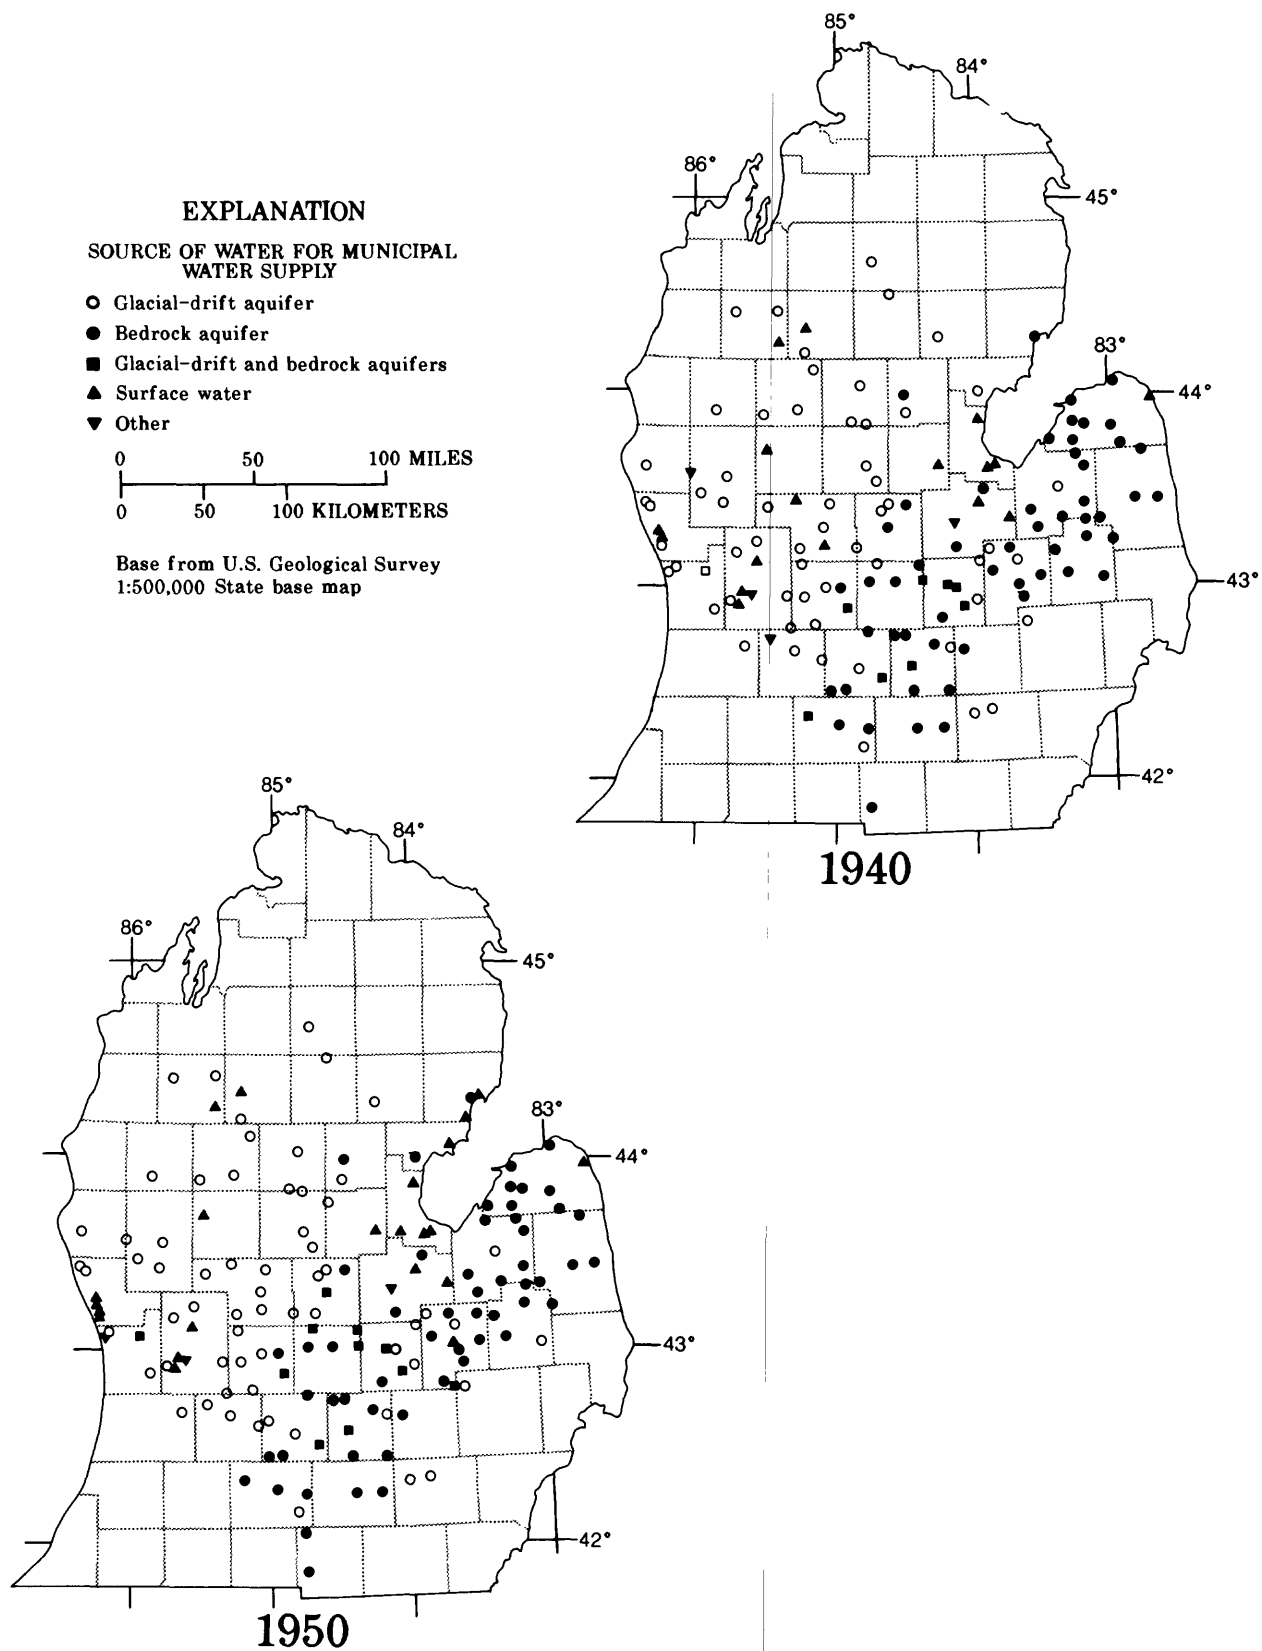 85°
84°
86°
45°
EXPLANATION
SOURCE OF WATER FOR MUNICIPAL
WATER SUPPLY
Glacial-drift aquifer
Bedrock aquifer
Glacial-drift and bedrock aquifers
Surface water
Other
0 50 100 MILES
0 50 100 KILOMETERS
Base from U.S. Geological Survey
1:500,000 State base map
83°
44°
43°
42°
1940
85°
84°
86°
45°
83°
44°
43°
42°
1950